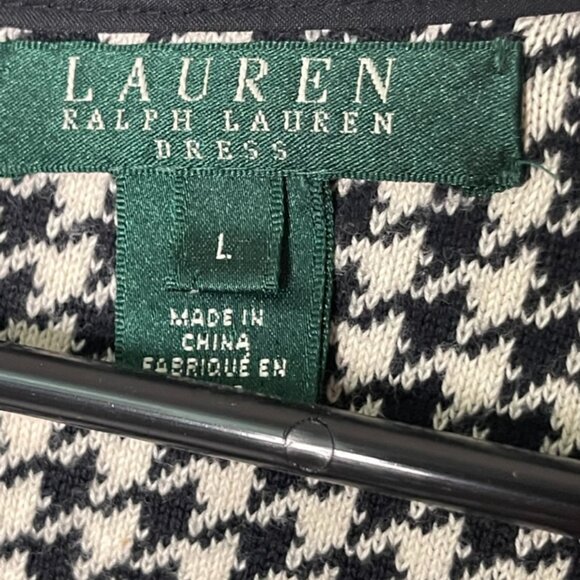 LAUREN
RALPH LAUREN
DRESS
L
MADE IN
CHINA
FABRIQUÉ EN